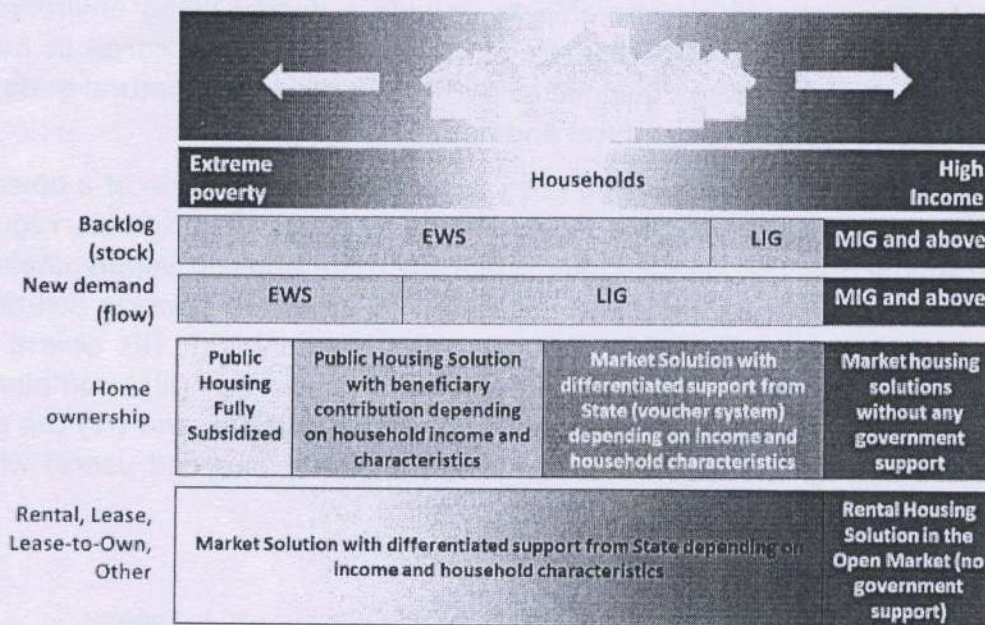 Extreme poverty
Households
High Income
Backlog (stock)
EWS
LIG
MIG and above
New demand (flow)
EWS
LIG
MIG and above
Home ownership
Public
Housing
Fully
Subsidized
Public Housing Solution
with beneficiary
contribution depending
on household income and
characteristics
Market Solution with
differentiated support from
State (voucher system)
depending on income and
household characteristics
Market housing
solutions
without any
government
support
Rental, Lease,
Lease-to-Own,
Other
Market Solution with differentiated support from State depending on
income and household characteristics
Rental Housing
Solution in the
Open Market (no
government
support)